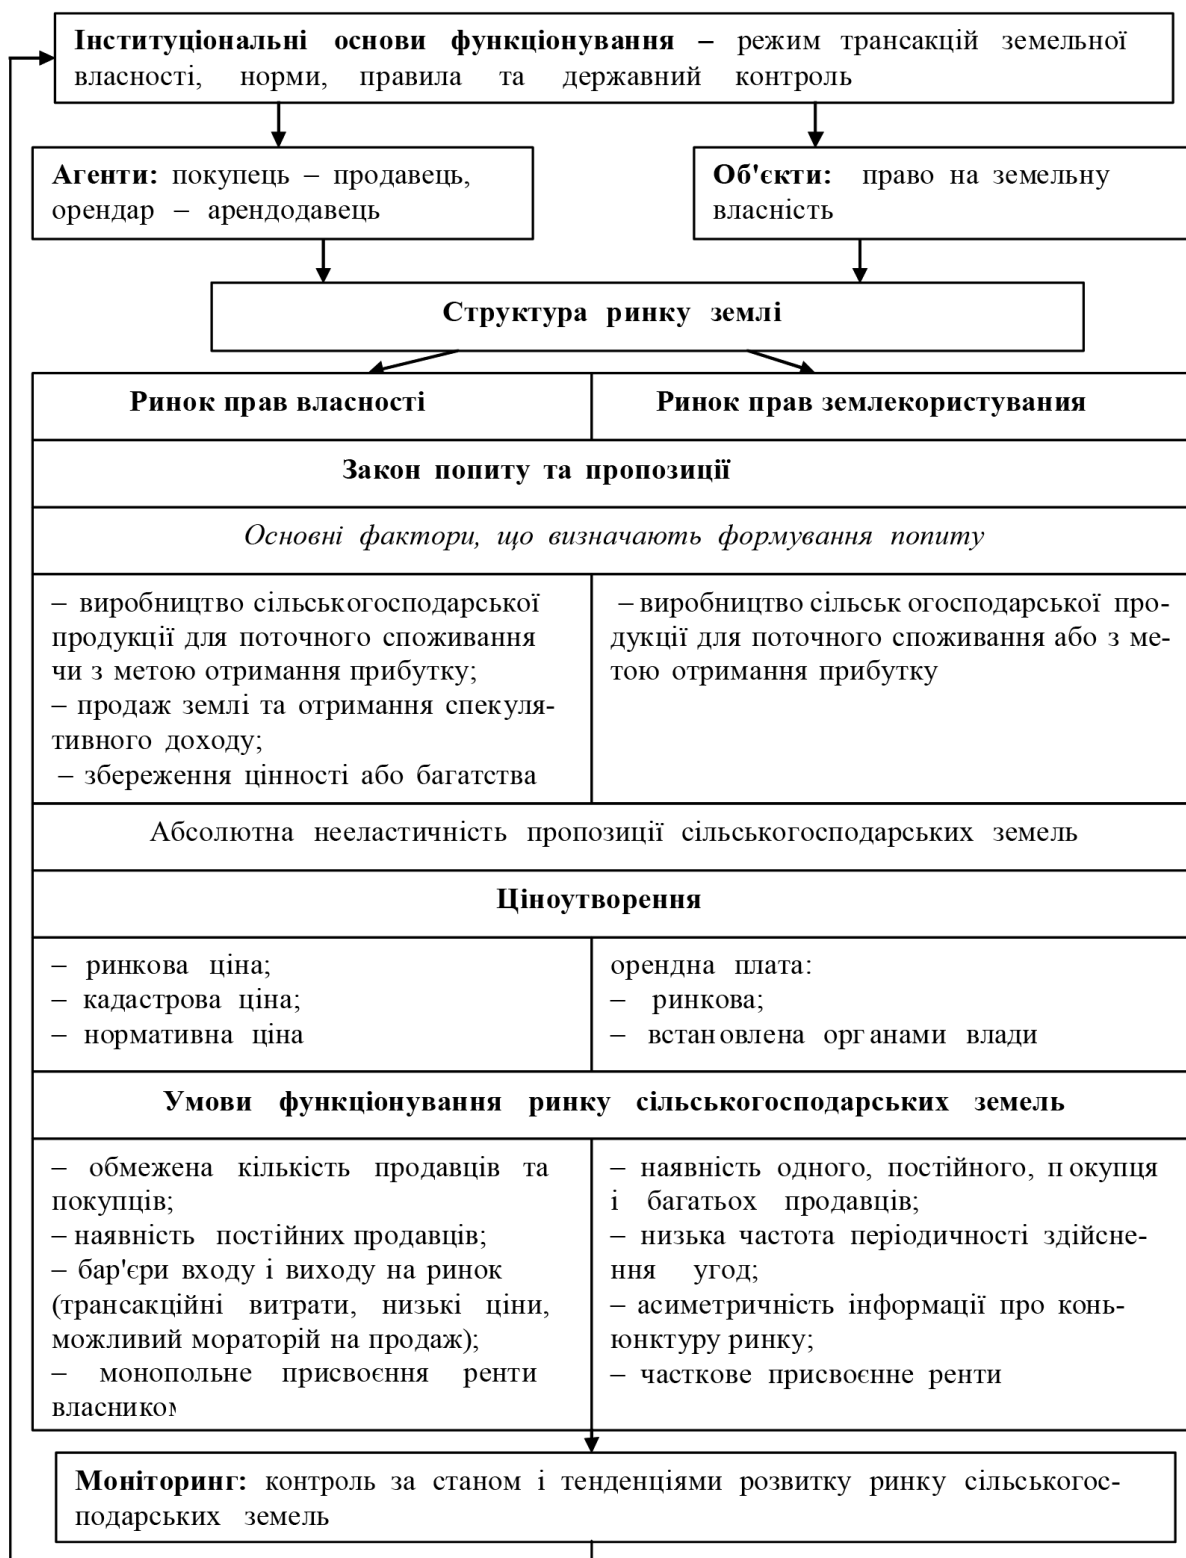 Інституціональні основи функціонування – режим трансакцій земельної
власності, норми, правила та державний контроль
Агенти: покупець – продавець,
орендар – арендодавець
Об'єкти: право на земельну
власність
Структура ринку землі
Ринок прав власності
Ринок прав землекористування
Закон попиту та пропозиції
Основні фактори, що визначають формування попиту
– виробництво сільськогосподарської
продукції для поточного споживання
чи з метою отримання прибутку;
– продаж землі та отримання спекуля-
тивного доходу;
– збереження цінності або багатства
– виробництво сільськ огосподарської про-
дукції для поточного споживання або з ме-
тою отримання прибутку
Абсолютна нееластичність пропозиції сільськогосподарських земель
Ціноутворення
– ринкова ціна;
– кадастрова ціна;
– нормативна ціна
орендна плата:
– ринкова;
– встановлена органами влади
Умови функціонування ринку сільськогосподарських земель
– обмежена кількість продавців та
покупців;
– наявність постійних продавців;
– бар'єри входу і виходу на ринок
(трансакційні витрати, низькі ціни,
можливий мораторій на продаж);
– монопольне присвоєння ренти
власником
– наявність одного, постійного, п окупця
і багатьох продавців;
– низька частота періодичності здійсне-
ння угод;
– асиметричність інформації проконь-
юнктуру ринку;
– часткове присвоєнне ренти
Моніторинг: контроль за станом і тенденціями розвитку ринку сільськогос-
подарських земель